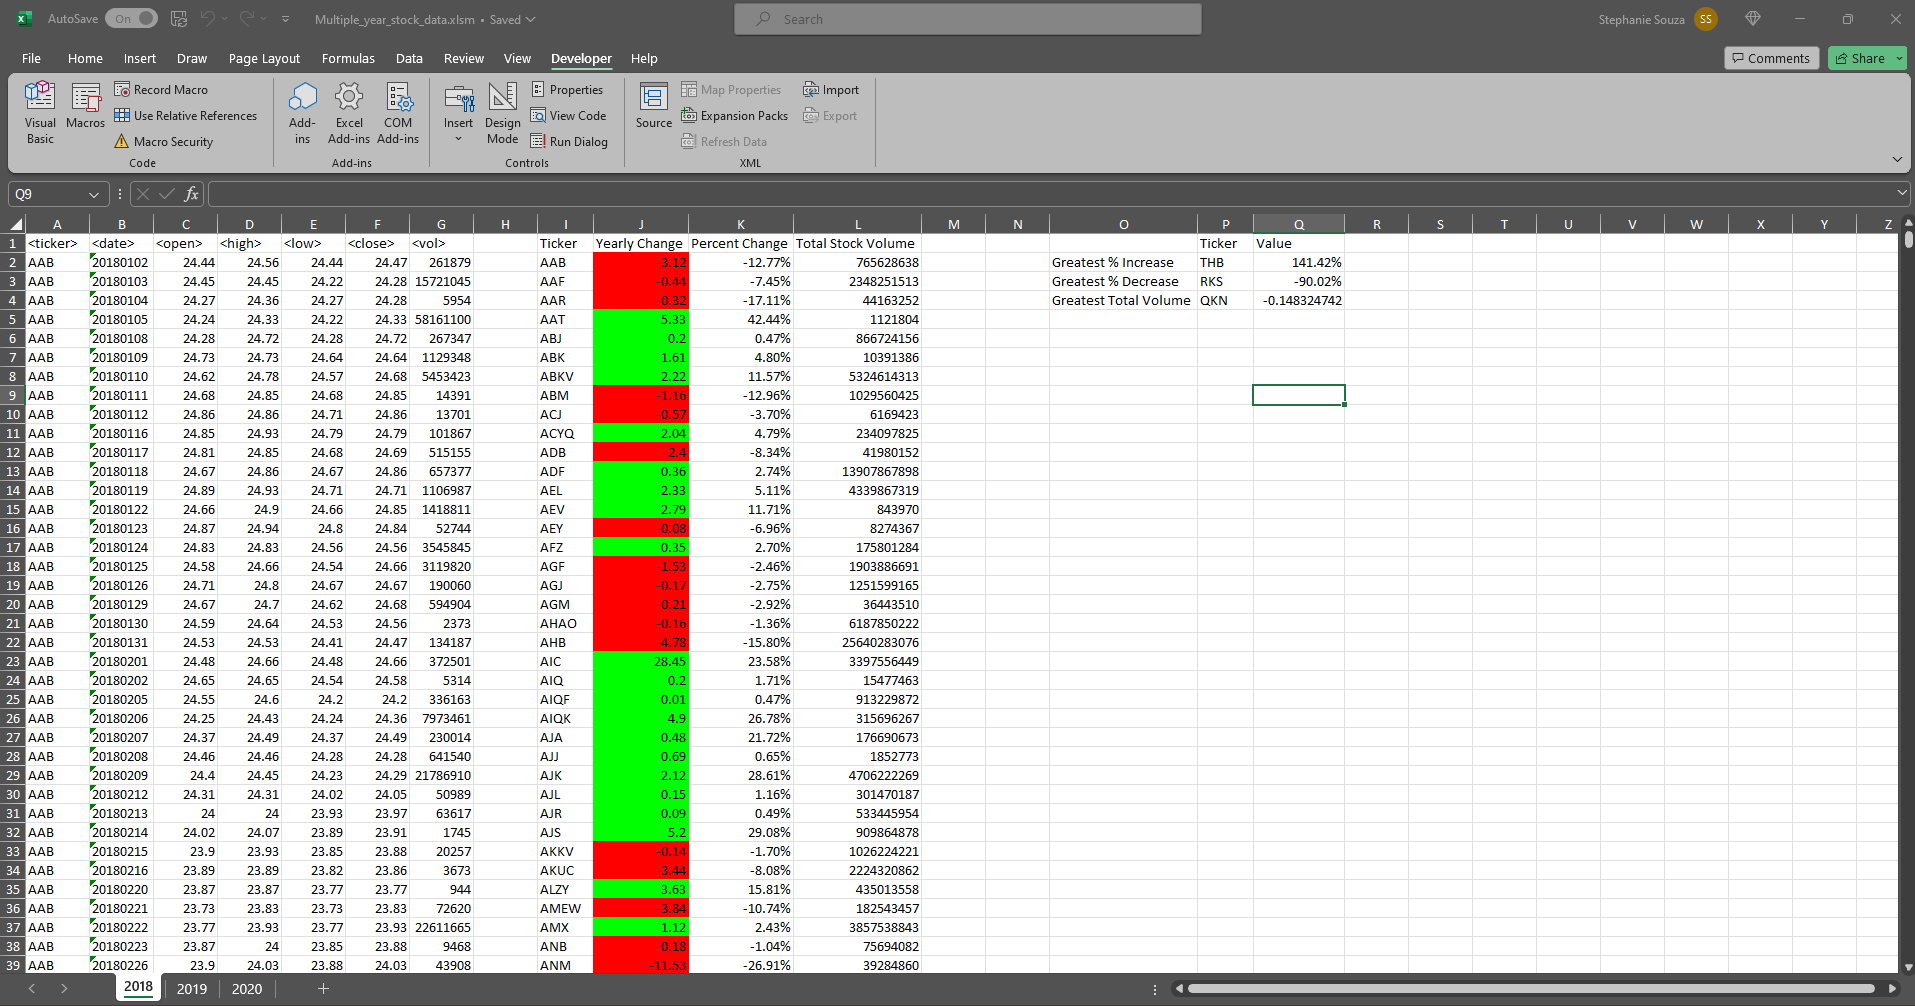 AutoSave On Multiple_year_stock_data.xlsm • Saved Search Stephanie Souza SS
File Home Insert Draw Page Layout Formulas Data Review View Developer Help Comments Share
Visual Basic Macros Record Macro Use Relative References Macro Security Code
Add-ins Excel Add-ins COM Add-ins Add-ins
Insert Design Mode Properties View Code Run Dialog Controls
Source Map Properties Expansion Packs Refresh Data Import Export XML
Q9 fx
A B C D E F G H I J K L M N O P Q R S T U V W X Y Z
1 <ticker> <date> <open> <high> <low> <close> <vol> Ticker Yearly Change Percent Change Total Stock Volume Ticker Value
2 AAB 20180102 24.44 24.56 24.44 24.47 261879 AAB -3.12 -12.77% 765628638 Greatest % Increase THB 141.42%
3 AAB 20180103 24.45 24.45 24.22 24.28 15721045 AAF -0.44 -7.45% 2348251513 Greatest % Decrease RKS -90.02%
4 AAB 20180104 24.27 24.36 24.27 24.28 5954 AAR -0.32 -17.11% 44163252 Greatest Total Volume QKN -0.148324742
5 AAB 20180105 24.24 24.33 24.22 24.33 58161100 AAT 5.33 42.44% 1121804
6 AAB 20180108 24.28 24.72 24.28 24.72 267347 ABJ 0.2 0.47% 866724156
7 AAB 20180109 24.73 24.73 24.64 24.64 1129348 ABK 1.61 4.80% 10391386
8 AAB 20180110 24.62 24.78 24.57 24.68 5453423 ABKV 2.22 11.57% 5324614313
9 AAB 20180111 24.68 24.85 24.68 24.85 14391 ABM -1.16 -12.96% 1029560425
10 AAB 20180112 24.86 24.86 24.71 24.86 13701 ACJ -0.57 -3.70% 6169423
11 AAB 20180116 24.85 24.93 24.79 24.79 101867 ACYQ 2.04 4.79% 234097825
12 AAB 20180117 24.81 24.85 24.68 24.69 515155 ADB -2.4 -8.34% 41980152
13 AAB 20180118 24.67 24.86 24.67 24.86 657377 ADF 0.36 2.74% 13907867898
14 AAB 20180119 24.89 24.93 24.71 24.71 1106987 AEL 2.33 5.11% 4339867319
15 AAB 20180122 24.66 24.9 24.66 24.85 1418811 AEV 2.79 11.71% 843970
16 AAB 20180123 24.87 24.94 24.8 24.84 52744 AEY -0.08 -6.96% 8274367
17 AAB 20180124 24.83 24.83 24.56 24.56 3545845 AFZ 0.35 2.70% 175801284
18 AAB 20180125 24.58 24.66 24.54 24.66 3119820 AGF -1.53 -2.46% 1903886691
19 AAB 20180126 24.71 24.8 24.67 24.67 190060 AGJ -0.17 -2.75% 1251599165
20 AAB 20180129 24.67 24.7 24.62 24.68 594904 AGM -0.21 -2.92% 36443510
21 AAB 20180130 24.59 24.64 24.53 24.56 2373 AHAO -0.16 -1.36% 6187850222
22 AAB 20180131 24.53 24.53 24.41 24.47 134187 AHB -4.78 -15.80% 25640283076
23 AAB 20180201 24.48 24.66 24.48 24.66 372501 AIC 28.45 23.58% 3397556449
24 AAB 20180202 24.65 24.65 24.54 24.58 5314 AIQ 0.2 1.71% 15477463
25 AAB 20180205 24.55 24.6 24.2 24.2 336163 AIQF 0.01 0.47% 913229872
26 AAB 20180206 24.25 24.43 24.24 24.36 7973461 AIQK 4.9 26.78% 315696267
27 AAB 20180207 24.37 24.49 24.37 24.49 230014 AJA 0.48 21.72% 176690673
28 AAB 20180208 24.46 24.46 24.28 24.28 641540 AJJ 0.69 0.65% 1852773
29 AAB 20180209 24.4 24.45 24.23 24.29 21786910 AJK 2.12 28.61% 4706222269
30 AAB 20180212 24.31 24.31 24.02 24.05 50989 AJL 0.15 1.16% 301470187
31 AAB 20180213 24 24 23.93 23.97 63617 AJR 0.09 0.49% 533445954
32 AAB 20180214 24.02 24.07 23.89 23.91 1745 AJS 5.2 29.08% 909864878
33 AAB 20180215 23.9 23.93 23.85 23.88 20257 AKKV -0.14 -1.70% 1026224221
34 AAB 20180216 23.89 23.89 23.82 23.86 3673 AKUC -3.44 -8.08% 2224320862
35 AAB 20180220 23.87 23.87 23.77 23.77 944 ALZY 3.63 15.81% 435013558
36 AAB 20180221 23.73 23.83 23.73 23.83 72620 AMEW -3.84 -10.74% 182543457
37 AAB 20180222 23.77 23.93 23.77 23.93 22611665 AMX 1.12 2.43% 3857538843
38 AAB 20180223 23.87 24 23.85 23.88 9468 ANB -0.18 -1.04% 75694082
39 AAB 20180226 23.9 24.03 23.88 24.03 43908 ANM -11.53 -26.91% 39284860
2018 2019 2020